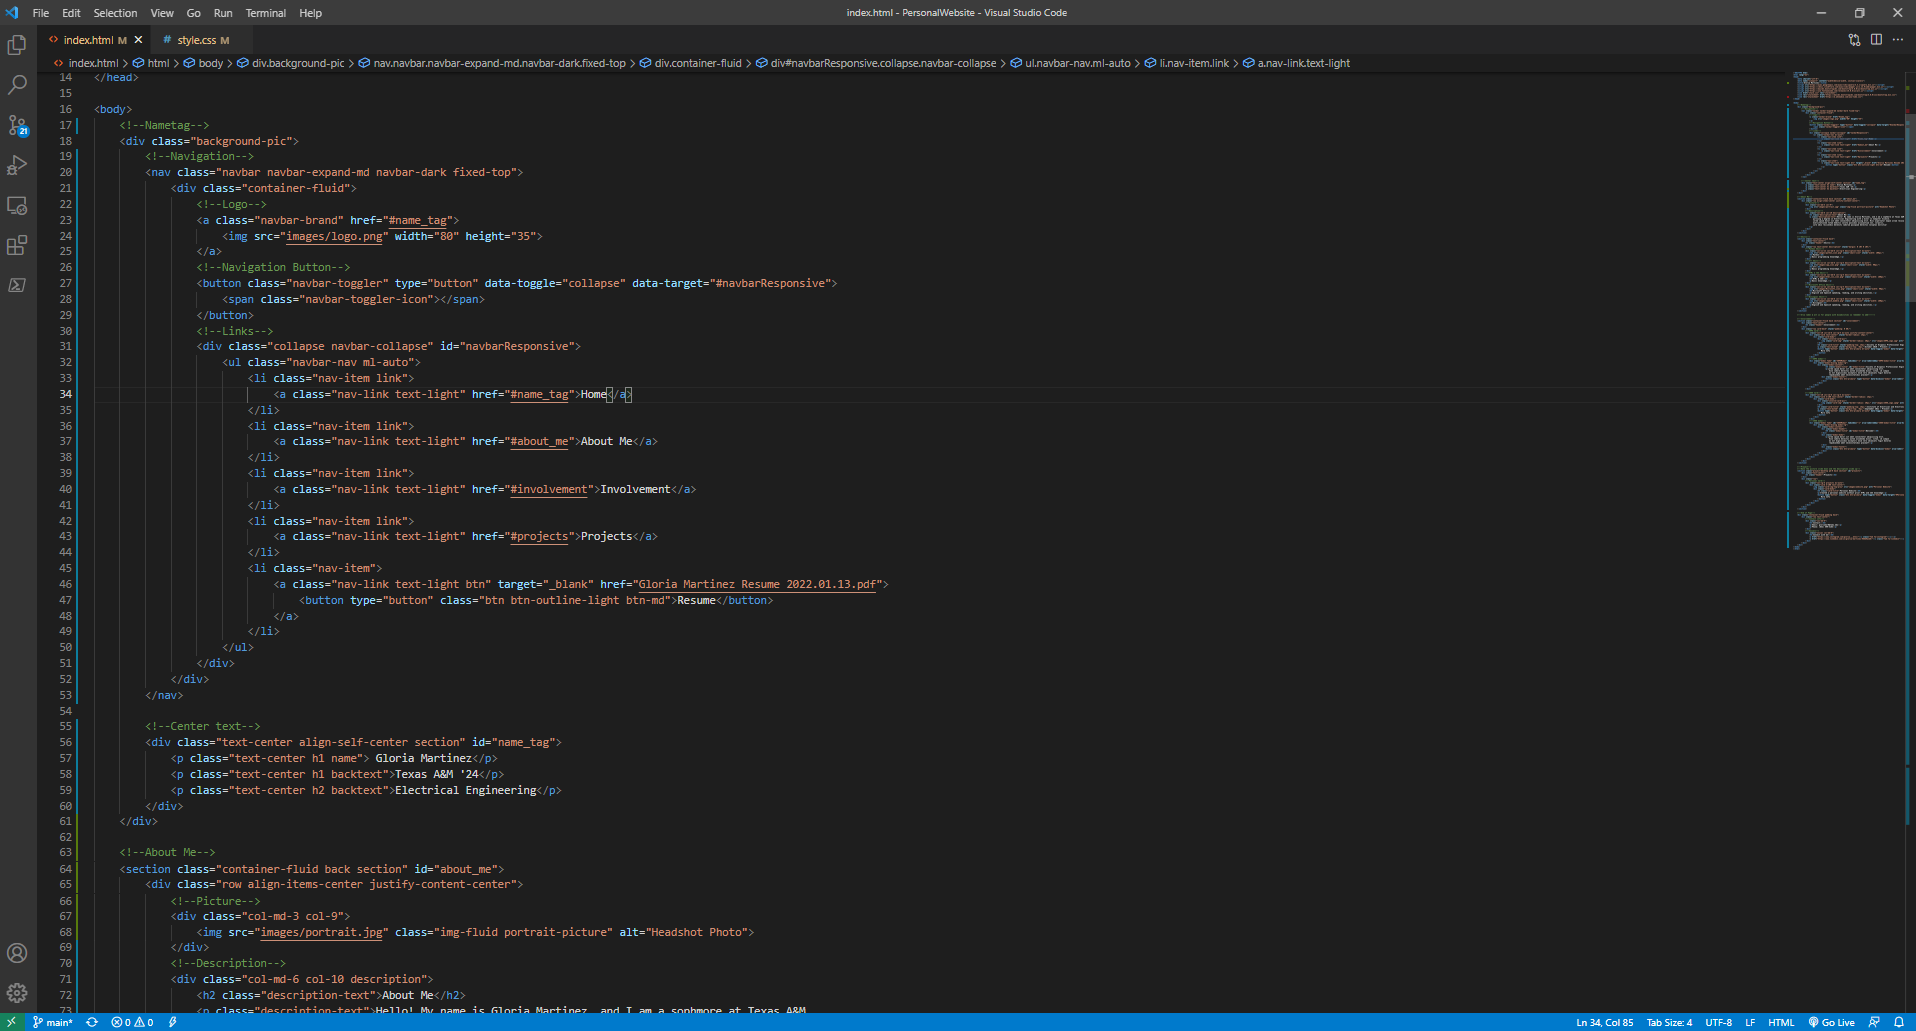 File Edit Selection View Go Run Terminal Help
index.html - PersonalWebsite - Visual Studio Code
index.html M
style.css M
index.html > html > body > div.background-pic > nav.navbar.navbar-expand-md.navbar-dark.fixed-top > div.container-fluid > div#navbarResponsive.collapse.navbar-collapse > ul.navbar-nav.ml-auto > li.nav-item.link > a.nav-link.text-light
14 </head>
15
16 <body>
17 <!--Nametag-->
18 <div class="background-pic">
19 <!--Navigation-->
20 <nav class="navbar navbar-expand-md navbar-dark fixed-top">
21 <div class="container-fluid">
22 <!--Logo-->
23 <a class="navbar-brand" href="#name_tag">
24 <img src="images/logo.png" width="80" height="35">
25 </a>
26 <!--Navigation Button-->
27 <button class="navbar-toggler" type="button" data-toggle="collapse" data-target="#navbarResponsive">
28 <span class="navbar-toggler-icon"></span>
29 </button>
30 <!--Links-->
31 <div class="collapse navbar-collapse" id="navbarResponsive">
32 <ul class="navbar-nav ml-auto">
33 <li class="nav-item link">
34 <a class="nav-link text-light" href="#name_tag">Home</a>
35 </li>
36 <li class="nav-item link">
37 <a class="nav-link text-light" href="#about_me">About Me</a>
38 </li>
39 <li class="nav-item link">
40 <a class="nav-link text-light" href="#involvement">Involvement</a>
41 </li>
42 <li class="nav-item link">
43 <a class="nav-link text-light" href="#projects">Projects</a>
44 </li>
45 <li class="nav-item">
46 <a class="nav-link text-light btn" target="_blank" href="Gloria Martinez Resume 2022.01.13.pdf">
47 <button type="button" class="btn btn-outline-light btn-md">Resume</button>
48 </a>
49 </li>
50 </ul>
51 </div>
52 </div>
53 </nav>
54
55 <!--Center text-->
56 <div class="text-center align-self-center section" id="name_tag">
57 <p class="text-center h1 name"> Gloria Martinez</p>
58 <p class="text-center h1 backtext">Texas A&M '24</p>
59 <p class="text-center h2 backtext">Electrical Engineering</p>
60 </div>
61 </div>
62
63 <!--About Me-->
64 <section class="container-fluid back section" id="about_me">
65 <div class="row align-items-center justify-content-center">
66 <!--Picture-->
67 <div class="col-md-3 col-9">
68 <img src="images/portrait.jpg" class="img-fluid portrait-picture" alt="Headshot Photo">
69 </div>
70 <!--Description-->
71 <div class="col-md-6 col-10 description">
72 <h2 class="description-text">About Me</h2>
73 <p class="description-text">Hello! My name is Gloria Martinez, and I am a sophmore at Texas A&M
21
main* 0 0
Ln 34, Col 85 Tab Size: 4 UTF-8 LF HTML Go Live